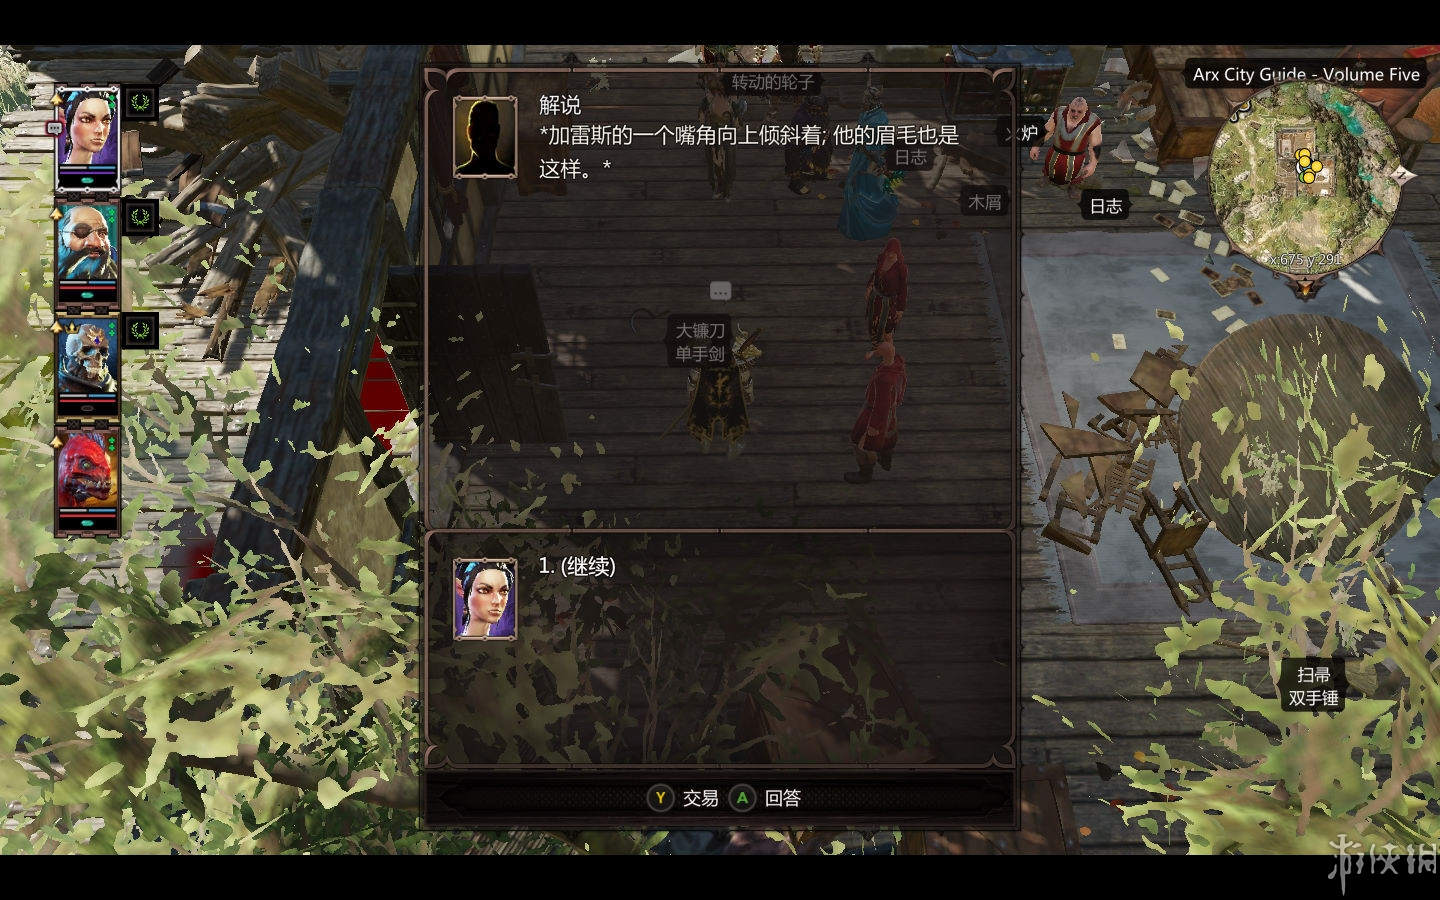 转动的轮子
Arx City Guide - Volume Five
解说
*加雷斯的一个嘴角向上倾斜着; 他的眉毛也是
这样。*
火炉
日志
木屑
日志
x:675 y:291
大镰刀
单手剑
1. (继续)
扫帚
双手锤
Y 交易 A 回答
游侠网